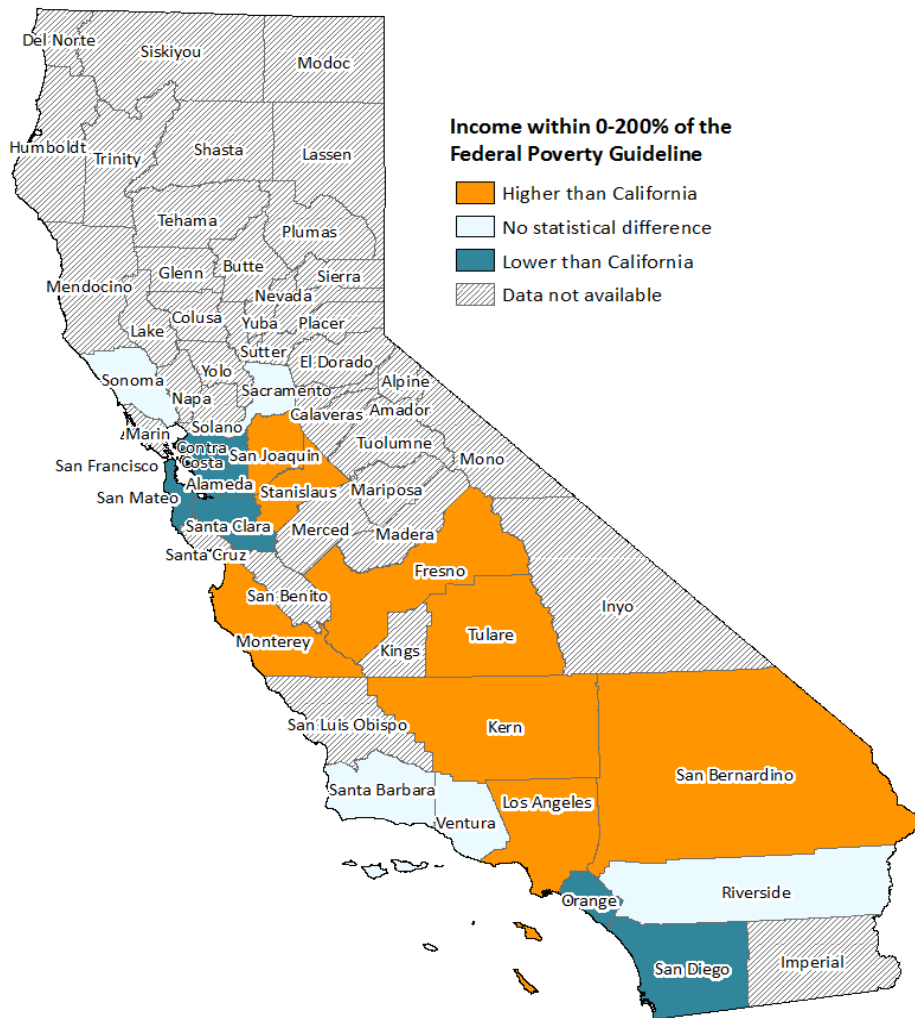 Del Norte
Siskiyou
Modoc
Income within 0-200% of the
Federal Poverty Guideline
Higher than California
No statistical difference
Lower than California
Data not available
Humboldt
Trinity
Shasta
Lassen
Tehama
Plumas
Mendocino
Glenn
Butte
Sierra
Nevada
Lake
Colusa
Yuba
Placer
Sutter
El Dorado
Sonoma
Napa
Yolo
Sacramento
Alpine
Amador
Calaveras
Solano
Marin
Tuolumne
Mono
Contra
Costa
San Joaquin
San Francisco
Alameda
Stanislaus
Mariposa
San Mateo
Santa Clara
Merced
Madera
Santa Cruz
Fresno
San Benito
Inyo
Monterey
Kings
Tulare
San Luis Obispo
Kern
San Bernardino
Santa Barbara
Ventura
Los Angeles
Orange
Riverside
San Diego
Imperial